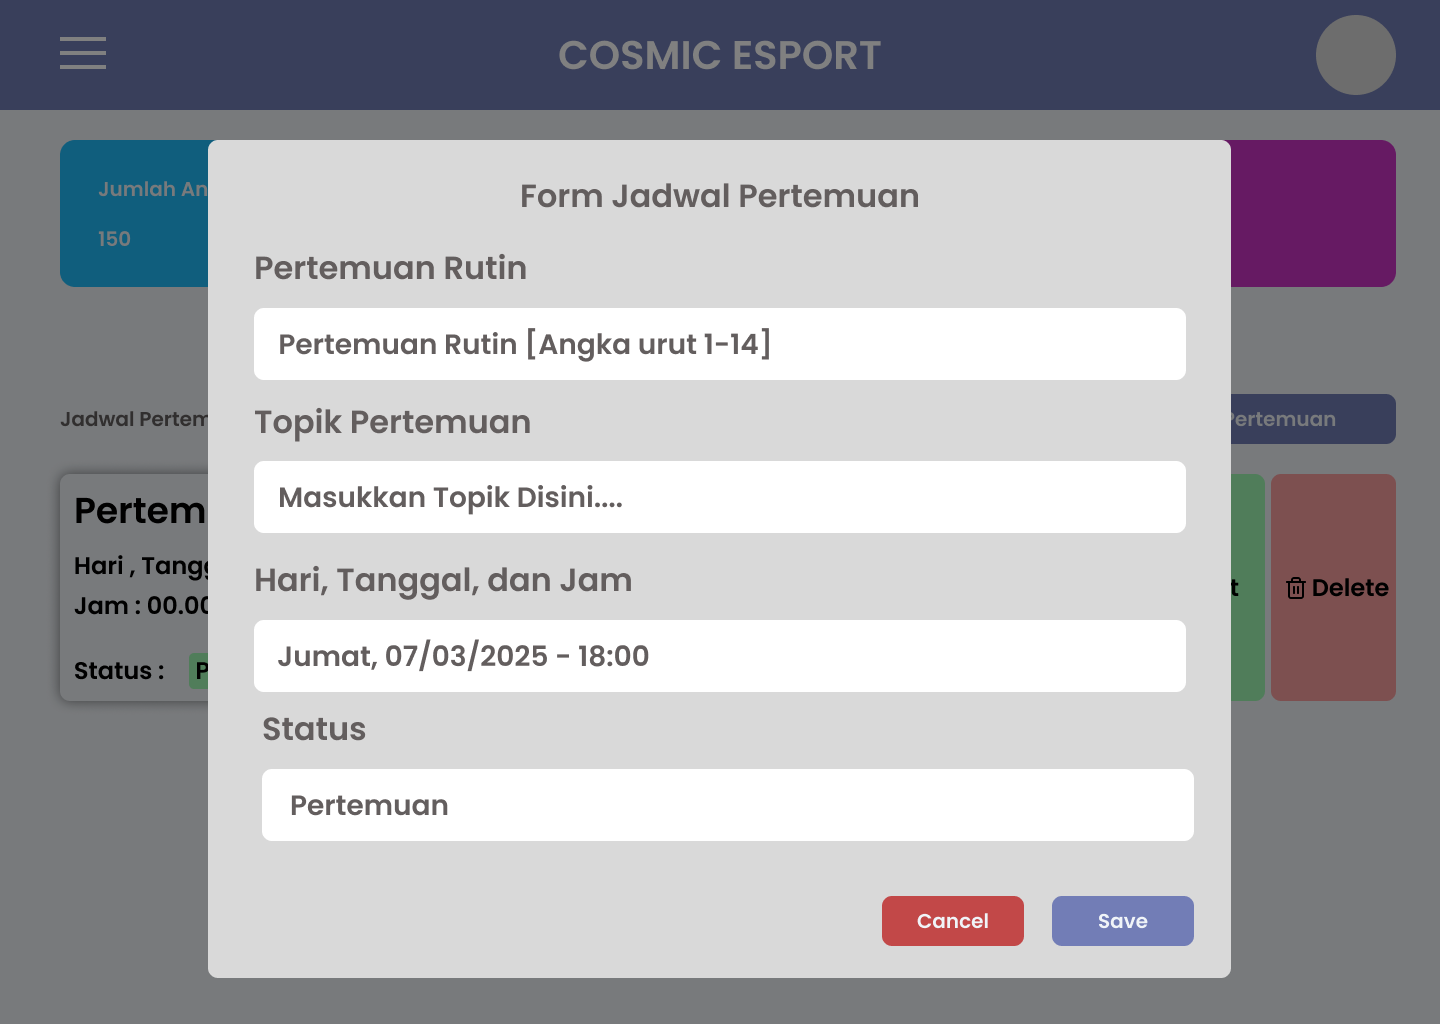 COSMIC ESPORT
Jumlah An
150
Form Jadwal Pertemuan
Pertemuan Rutin
Pertemuan Rutin [Angka urut 1-14]
Jadwal Pertem
Pertemuan
Topik Pertemuan
Masukkan Topik Disini....
Pertem
Hari , Tangg
Jam : 00.00
Status : P
t
Delete
Hari, Tanggal, dan Jam
Jumat, 07/03/2025 - 18:00
Status
Pertemuan
Cancel
Save